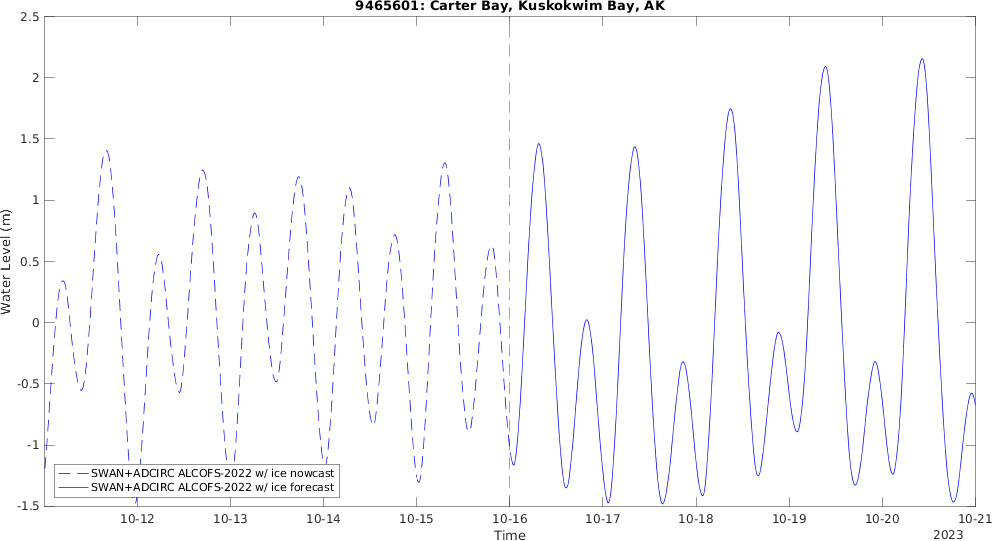 9465601: Carter Bay, Kuskokwim Bay, AK
2.5
2
1.5
1
0.5
0
-0.5
-1
-1.5
Water Level (m)
SWAN+ADCIRC ALCOFS-2022 w/ ice nowcast
SWAN+ADCIRC ALCOFS-2022 w/ ice forecast
10-12 10-13 10-14 10-15 10-16 10-17 10-18 10-19 10-20 10-21
Time
2023